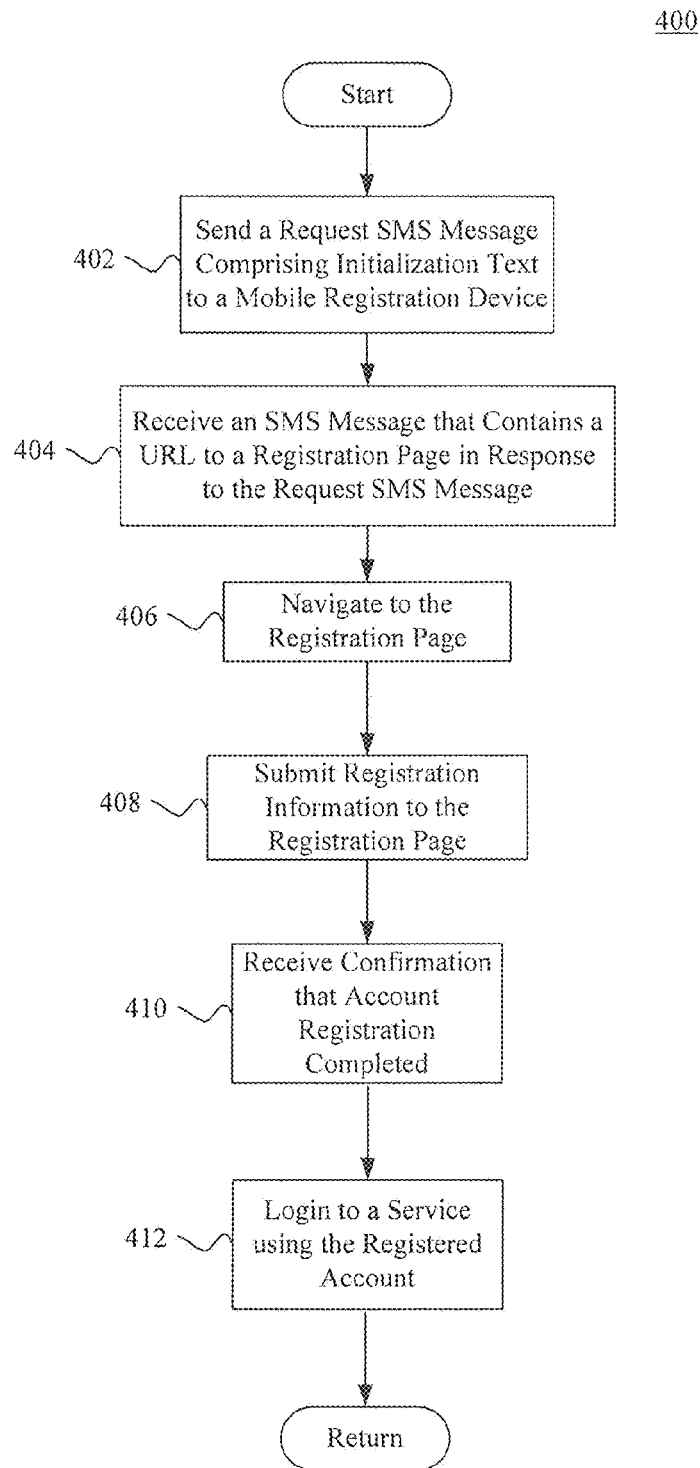 400
Start
402
Send a Request SMS Message
Comprising Initialization Text
to a Mobile Registration Device
404
Receive an SMS Message that Contains a
URL to a Registration Page in Response
to the Request SMS Message
406
Navigate to the
Registration Page
408
Submit Registration
Information to the
Registration Page
410
Receive Confirmation
that Account
Registration
Completed
412
Login to a Service
using the Registered
Account
Return